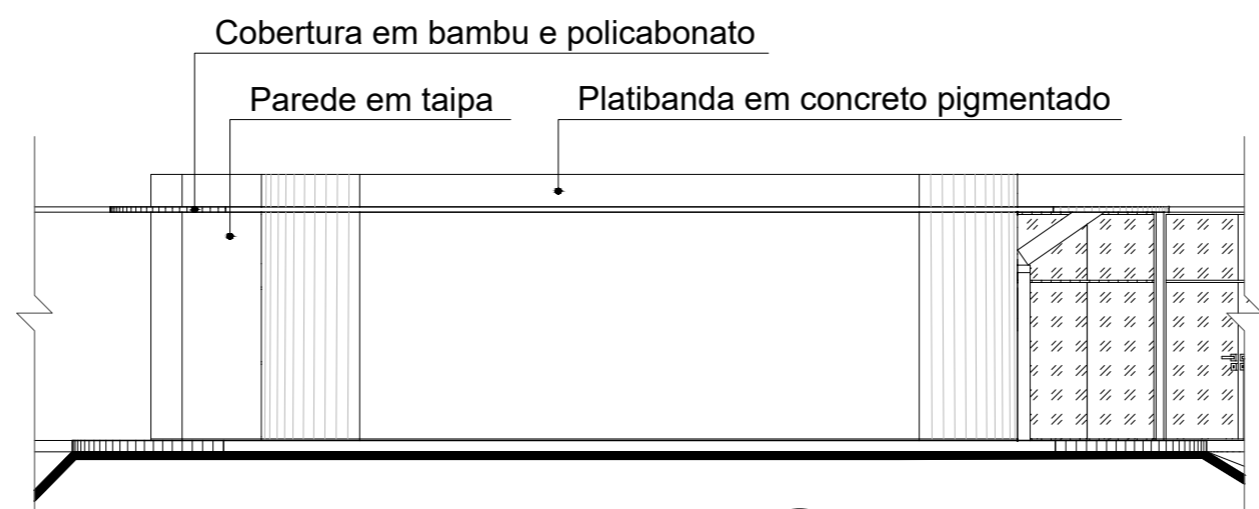 Cobertura em bambu e policabonato
Parede em taipa
Platibanda em concreto pigmentado